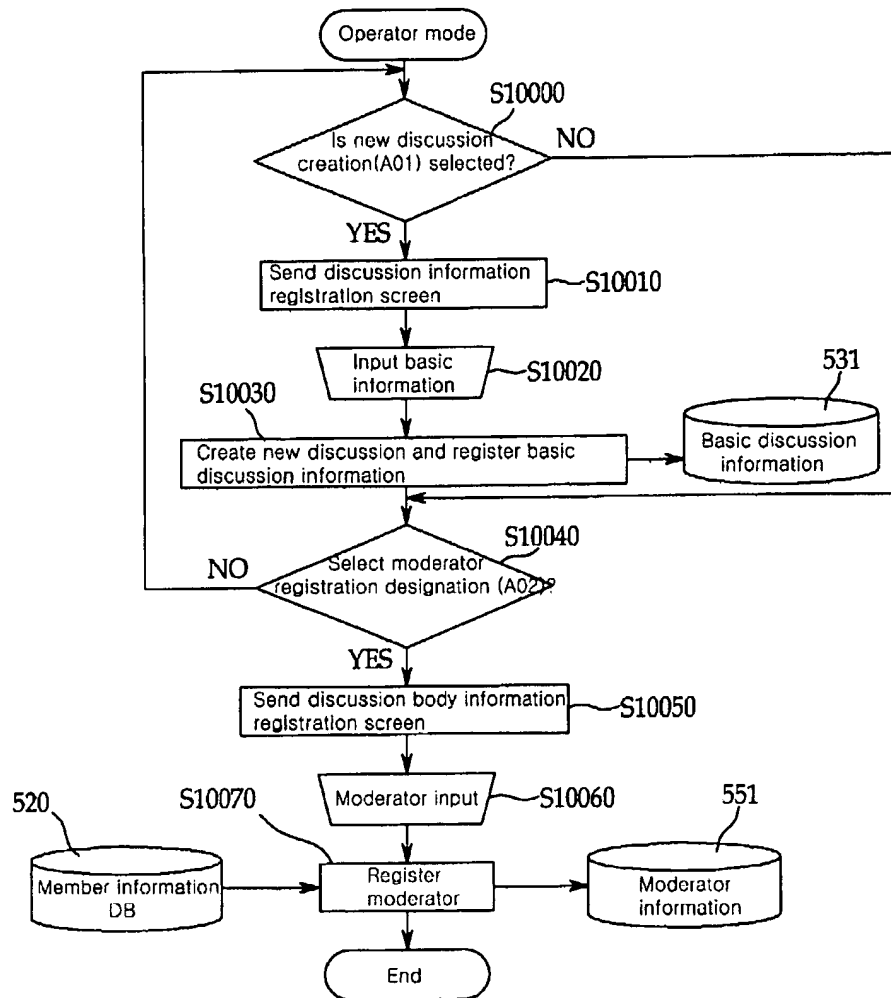 Operator mode
S10000
Is new discussion
creation(A01) selected?
NO
YES
Send discussion information
registration screen
S10010
Input basic
information
S10020
S10030
531
Create new discussion and register basic
discussion information
Basic discussion
information
S10040
NO
Select moderator
registration designation (A02)?
YES
Send discussion body information
registration screen
S10050
520
S10070
Moderator input
S10060
551
Member information
DB
Register
moderator
Moderator
information
End